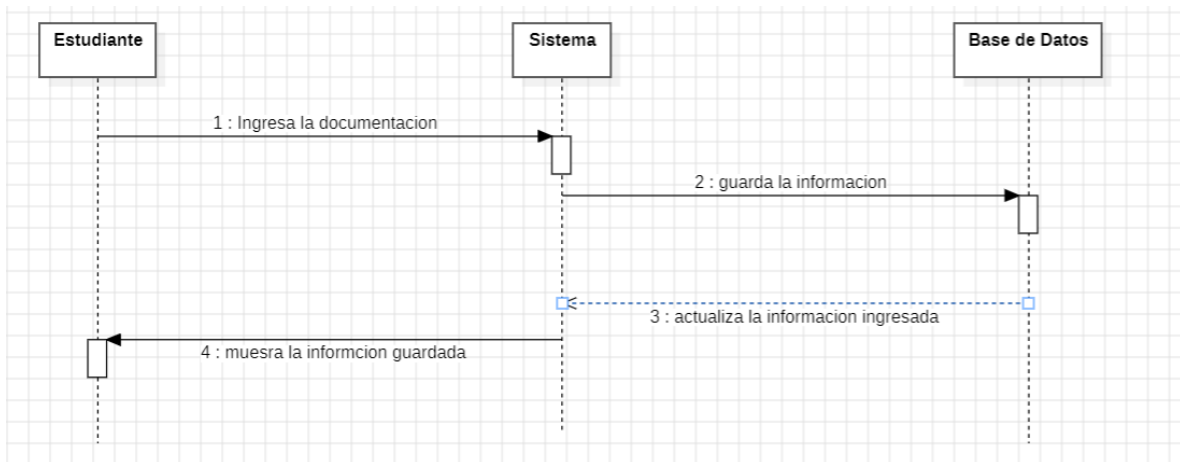 Estudiante
Sistema
Base de Datos
1 : Ingresa la documentacion
2 : guarda la informacion
3 : actualiza la informacion ingresada
4 : muesra la informcion guardada